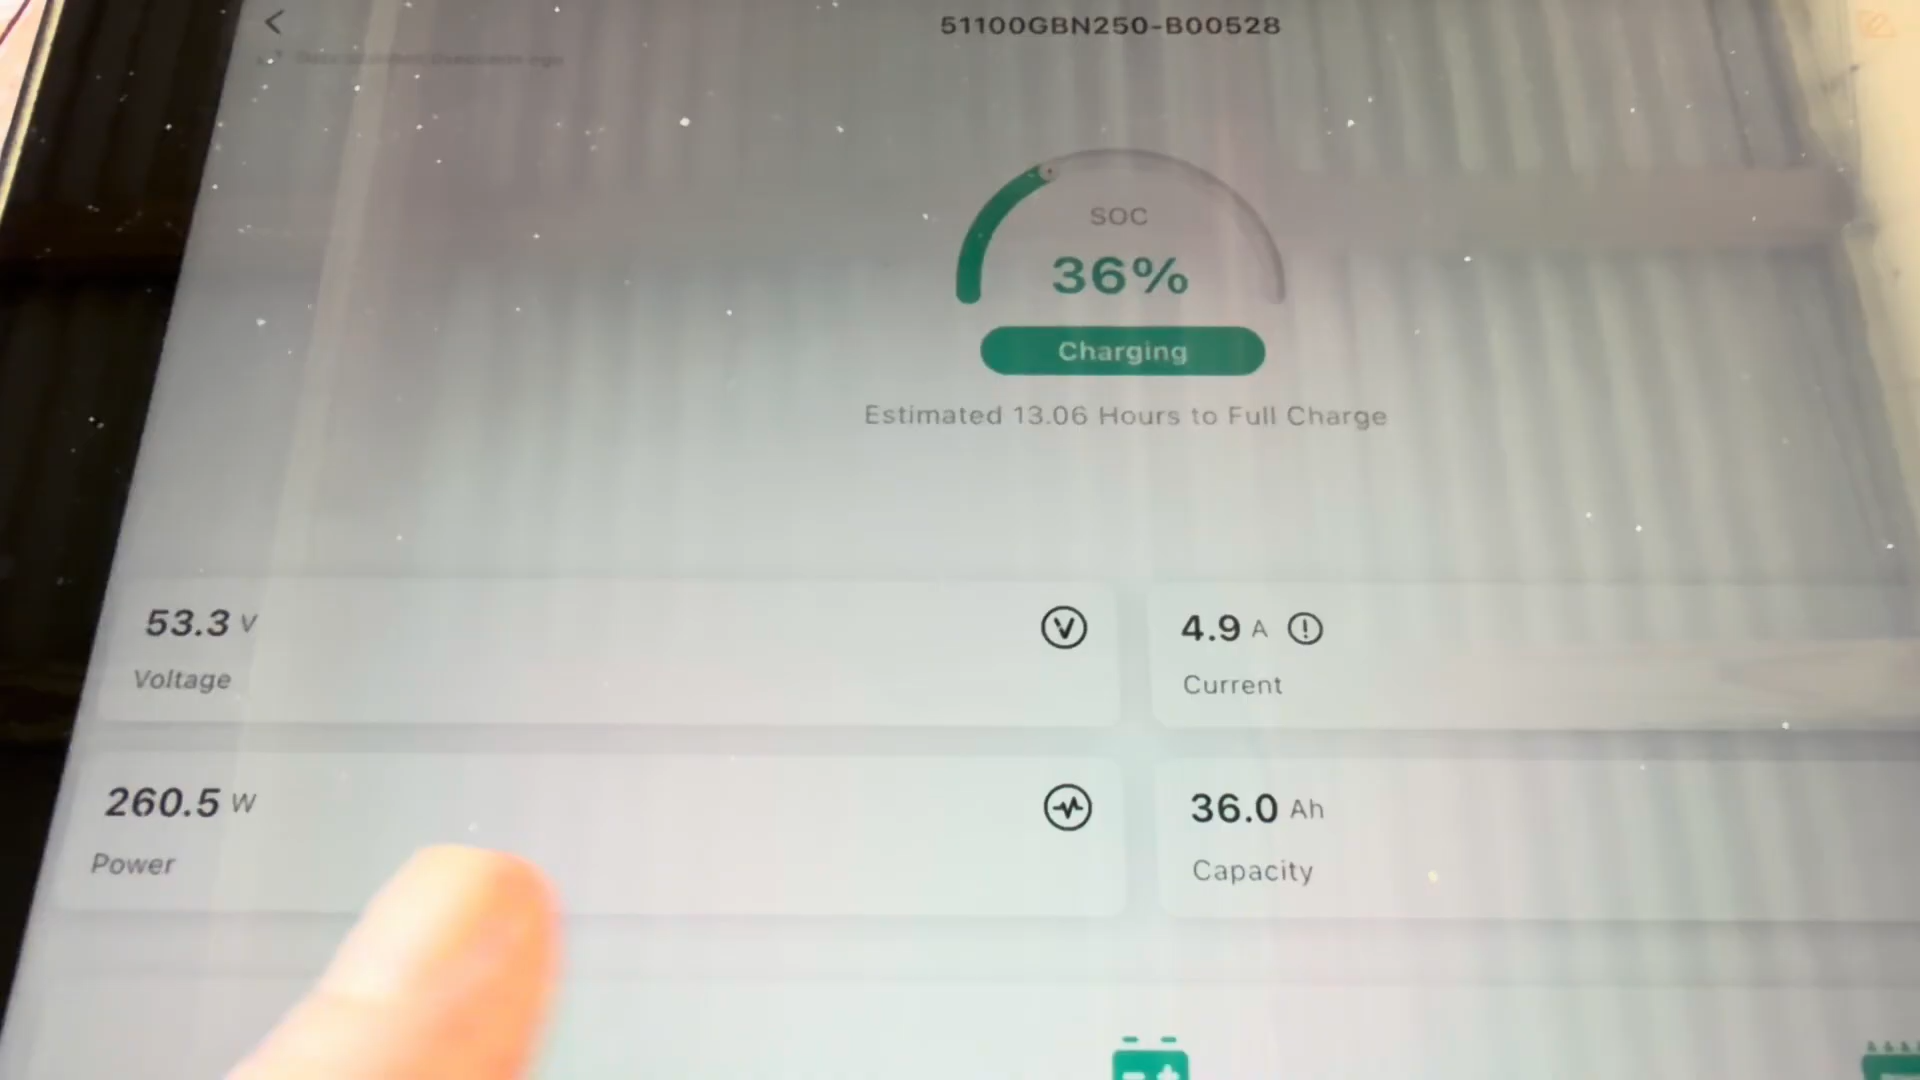 51100GBN250-B00528
SOC
36%
Charging
Estimated 13.06 Hours to Full Charge
53.3 V
Voltage
4.9 A
Current
260.5 W
Power
36.0 Ah
Capacity